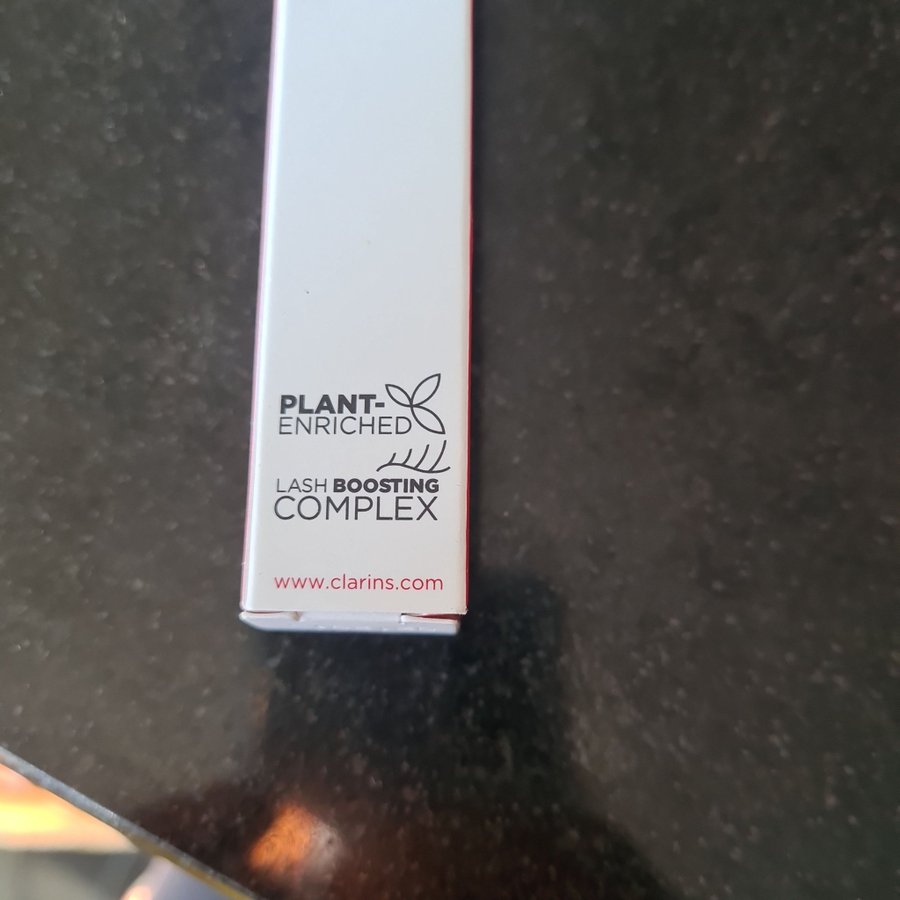 PLANT-
ENRICHED
LASH BOOSTING
COMPLEX
www.clarins.com